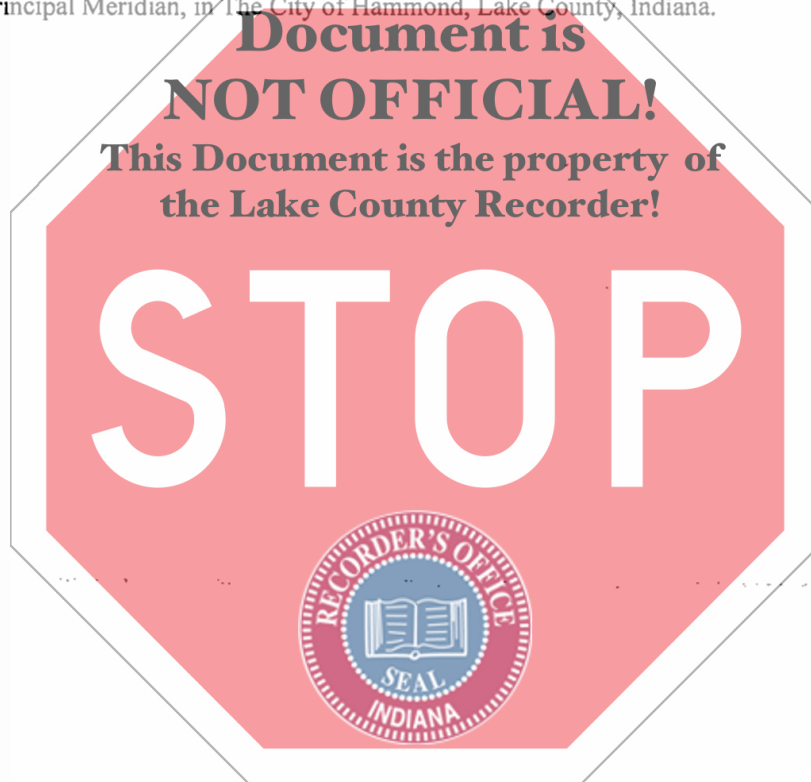 incipal Meridian, in The City of Hammond, Lake County, Indiana.
Document is
NOT OFFICIAL!
This Document is the property of
the Lake County Recorder!
STOP
RECORDER'S OFFICE
SEAL
INDIANA